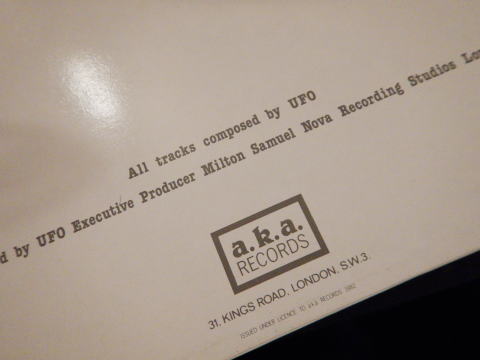 All tracks composed by UFO
d by UFO Executive Producer Milton Samuel Nova Recording Studios Lo
a.k.a.
RECORDS
31, KINGS ROAD, LONDON, S.W.3.
ISSUED UNDER LICENCE TO aka RECORDS 1982